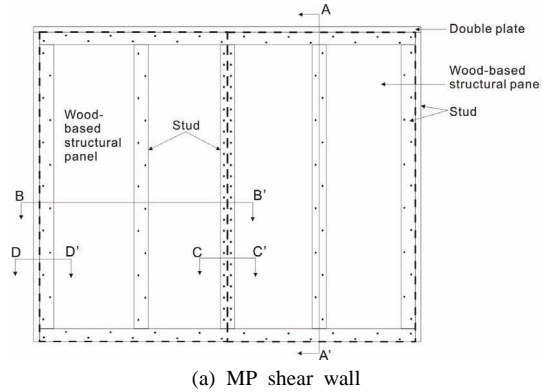 A
Double plate
Wood-based
structural panel
Stud
Wood-
based
structural
panel
Stud
B
B'
D
D'
C
C'
A'
(a) MP shear wall